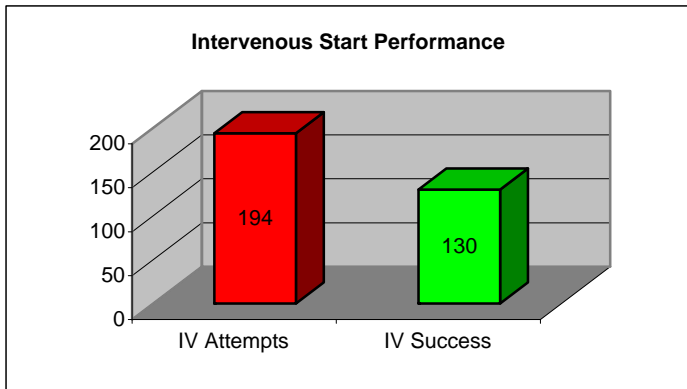 Intervenous Start Performance
200
150
100
50
0
194
130
IV Attempts
IV Success